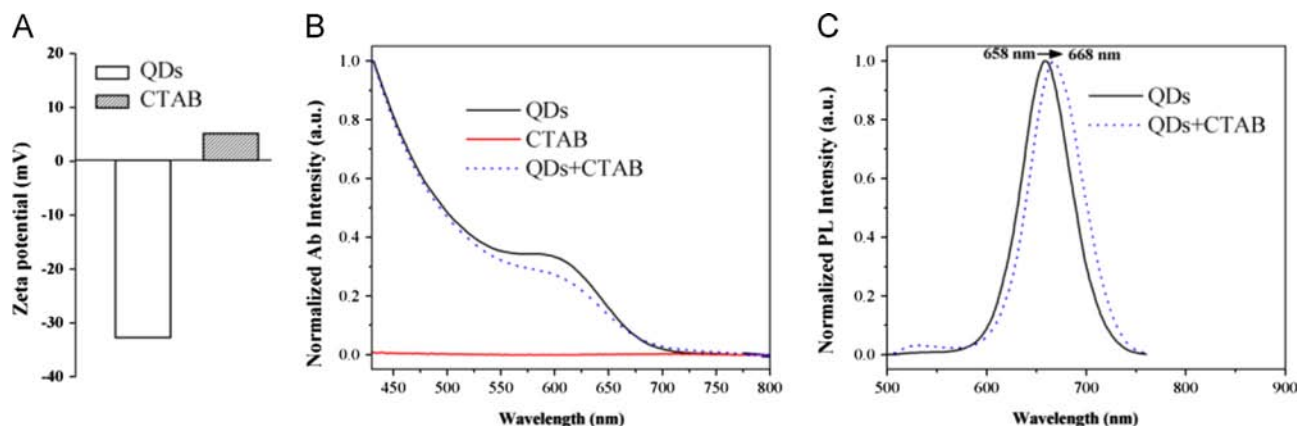 A
Zeta potential (mV)
20
10
0
-10
-20
-30
-40
QDs
CTAB
B
Normalized Ab Intensity (a.u.)
1.0
0.8
0.6
0.4
0.2
0.0
QDs
CTAB
QDs+CTAB
450 500 550 600 650 700 750 800
Wavelength (nm)
C
Normalized PL Intensity (a.u.)
1.0
0.8
0.6
0.4
0.2
0.0
658 nm 668 nm
QDs
QDs+CTAB
500 600 700 800 900
Wavelength (nm)